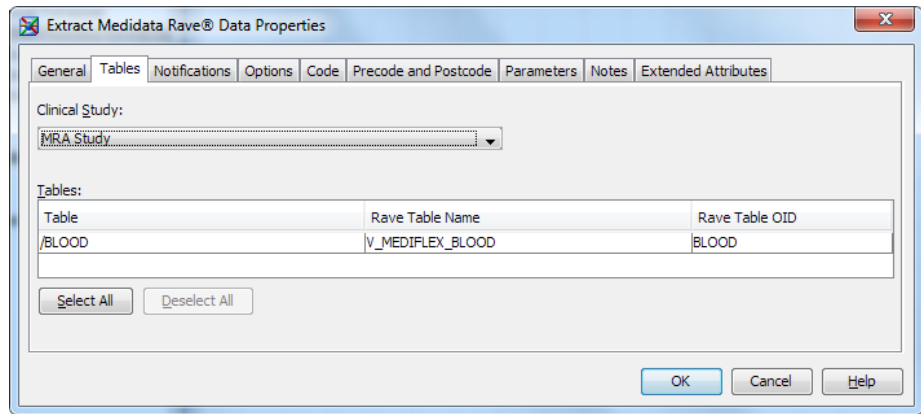 Extract Medidata Rave® Data Properties
General Tables Notifications Options Code Precode and Postcode Parameters Notes Extended Attributes
Clinical Study:
MRA Study
Tables:
Table Rave Table Name Rave Table OID
/BLOOD V_MEDIFLEX_BLOOD BLOOD
Select All Deselect All
OK Cancel Help